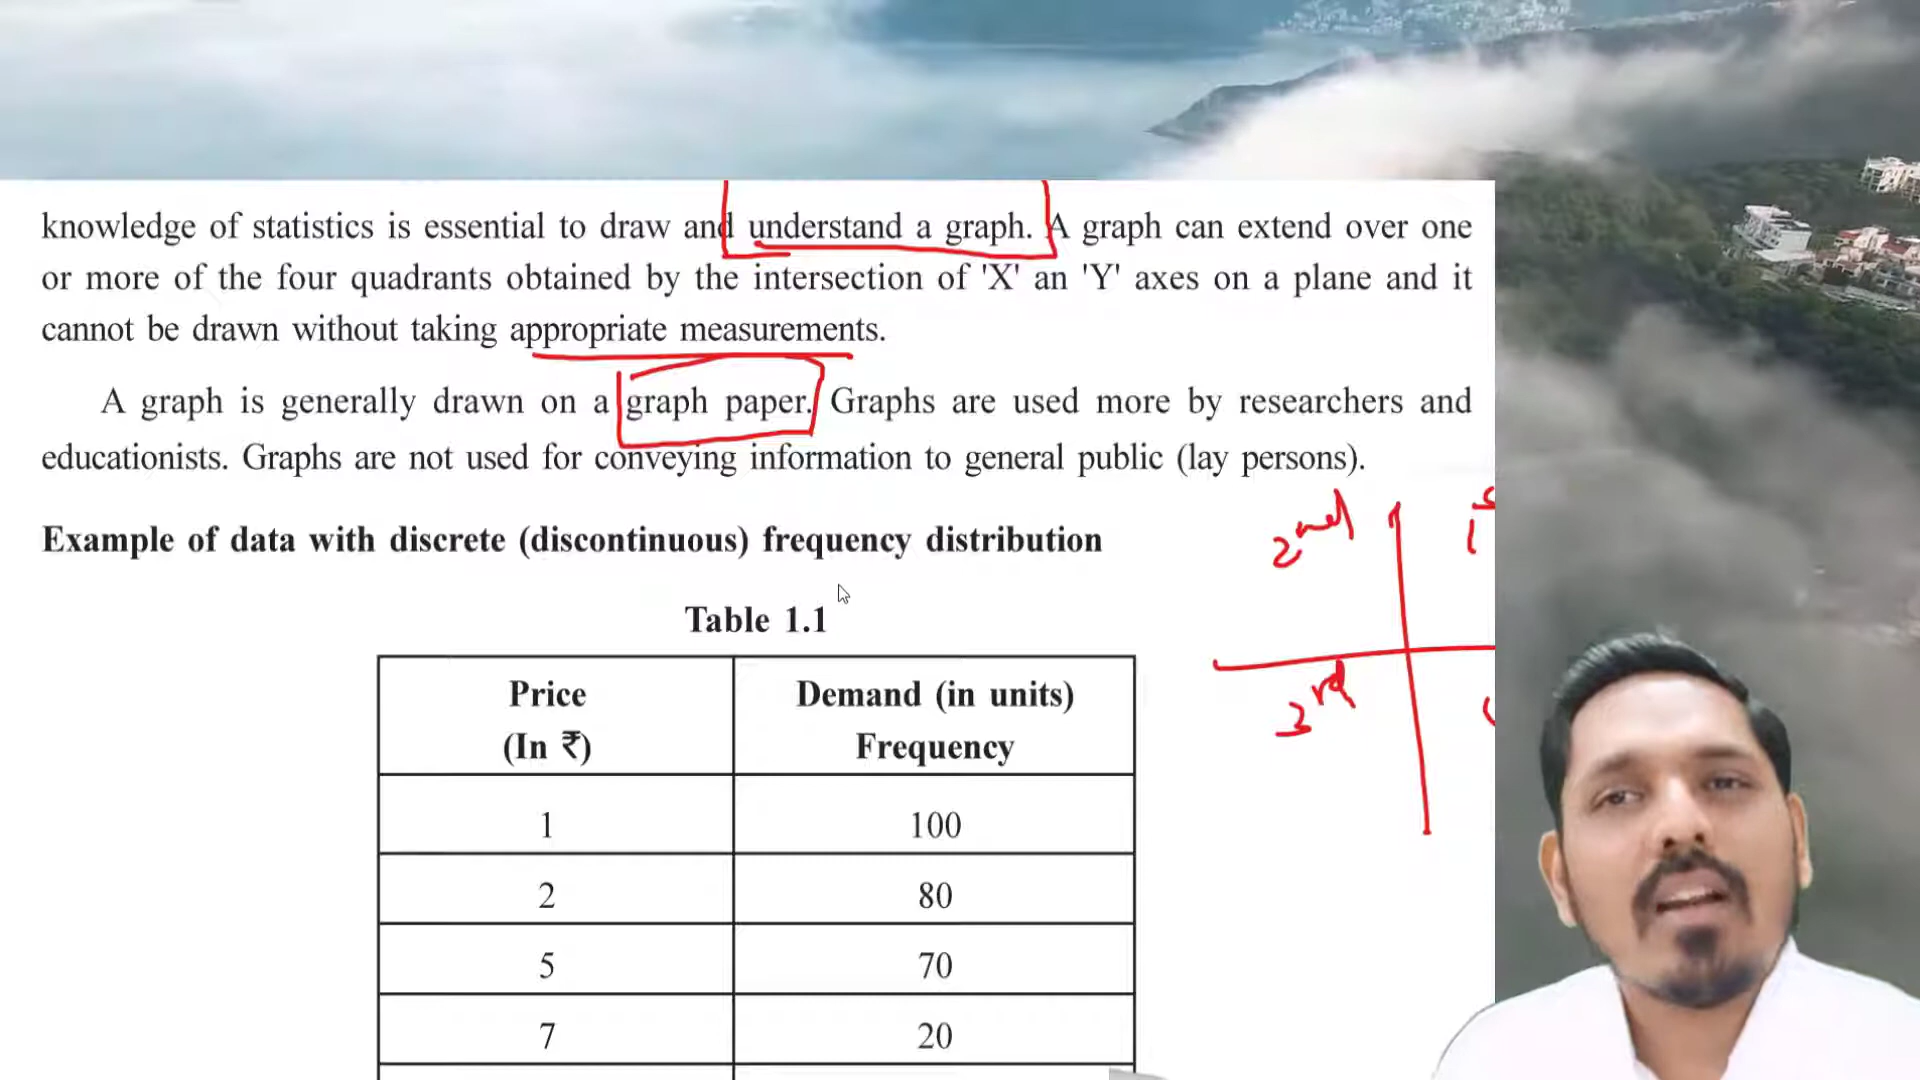 knowledge of statistics is essential to draw and understand a graph. A graph can extend over one
or more of the four quadrants obtained by the intersection of 'X' an 'Y' axes on a plane and it
cannot be drawn without taking appropriate measurements.
A graph is generally drawn on a graph paper. Graphs are used more by researchers and
educationists. Graphs are not used for conveying information to general public (lay persons).
Example of data with discrete (discontinuous) frequency distribution
2nd
Table 1.1
3rd
Price Demand (in units)
(In ₹) Frequency
1 100
2 80
5 70
7 20